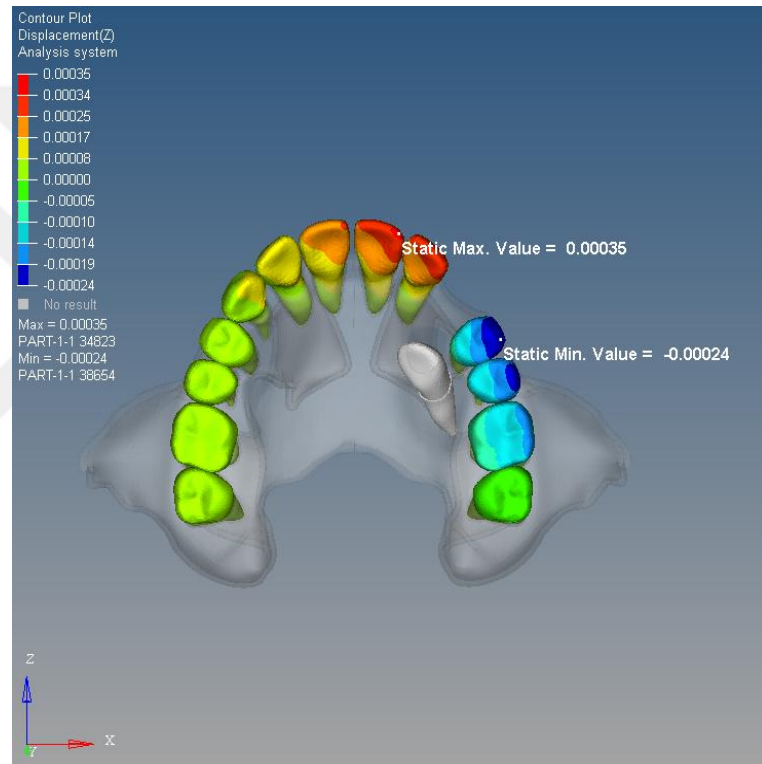 Contour Plot
Displacement(Z)
Analysis system
0.00035
0.00034
0.00025
0.00017
0.00008
0.00000
-0.00005
-0.00010
-0.00014
-0.00019
-0.00024
No result
Max = 0.00035
PART-1-1 34823
Min = -0.00024
PART-1-1 38654
Static Max. Value = 0.00035
Static Min. Value = -0.00024
Z
X
Y